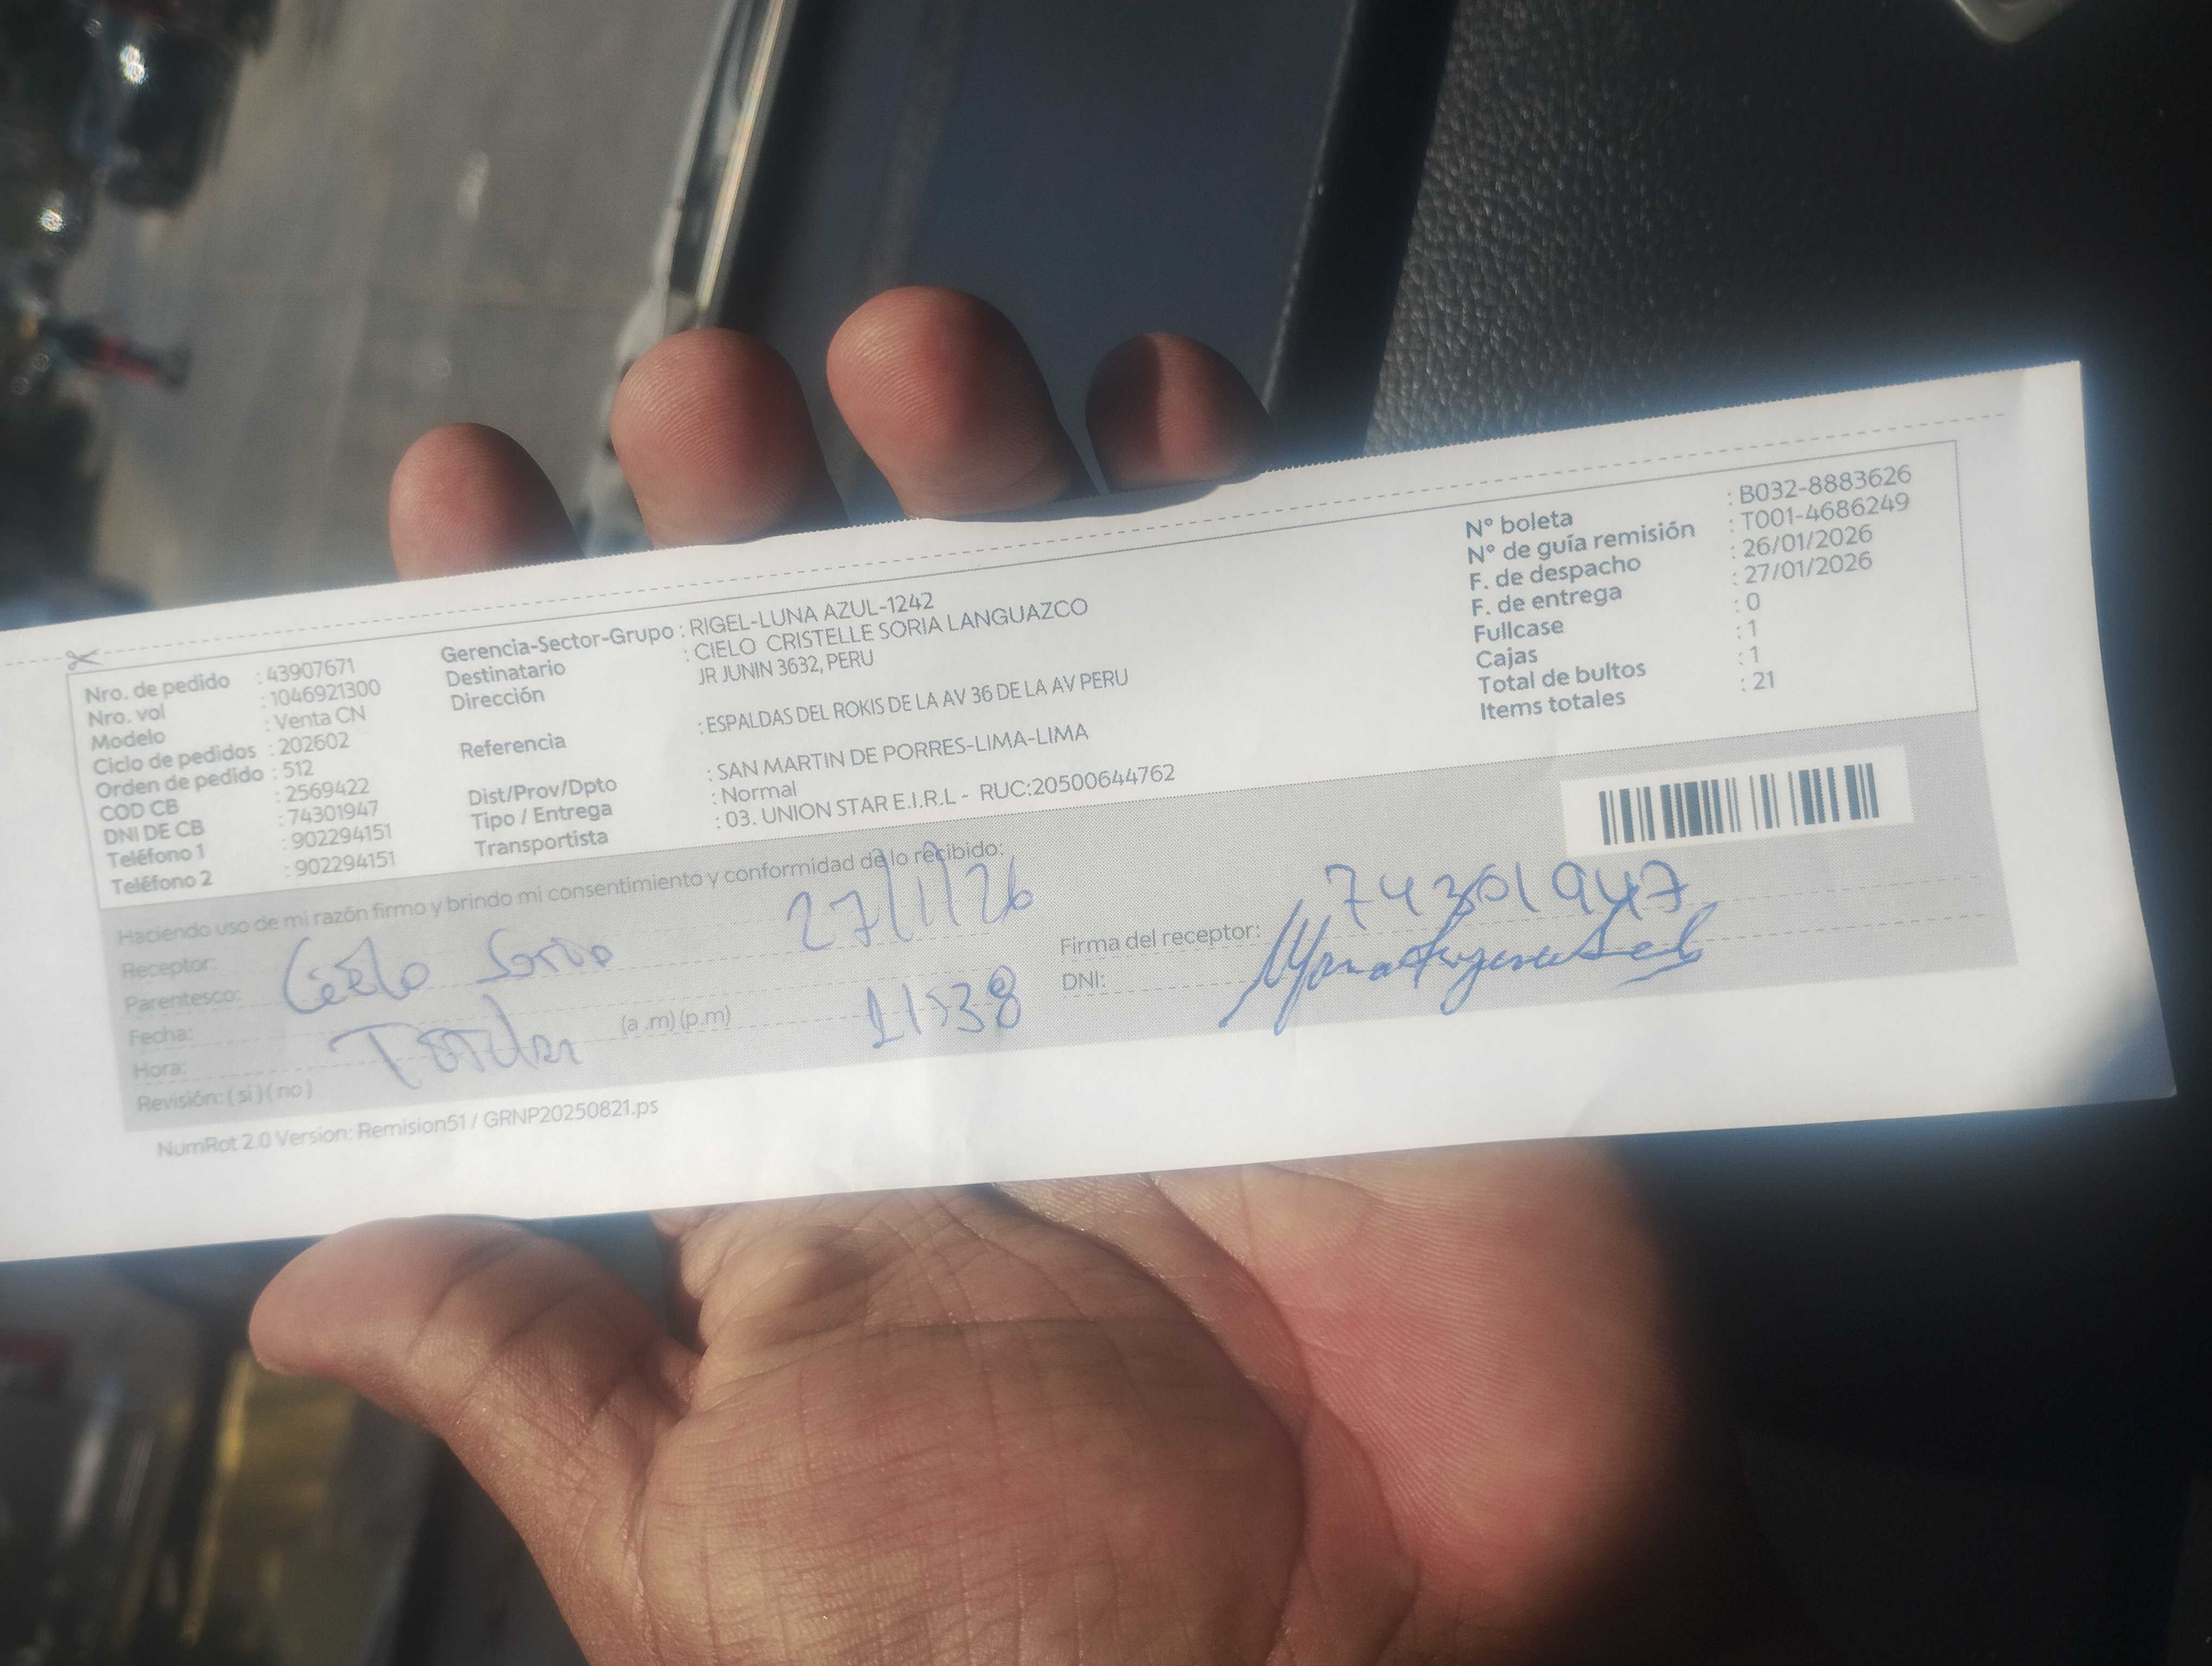 Nro. de pedido : 43907671
Nro. vol : 1046921300
Modelo : Venta CN
Ciclo de pedidos : 202602
Orden de pedido : 512
COD CB : 2569422
DNI DE CB : 74301947
Teléfono 1 : 902294151
Teléfono 2 : 902294151
Gerencia-Sector-Grupo : RIGEL-LUNA AZUL-1242
Destinatario : CIELO CRISTELLE SORIA LANGUAZCO
Dirección JR JUNIN 3632, PERU
Referencia : ESPALDAS DEL ROKIS DE LA AV 36 DE LA AV PERU
Dist/Prov/Dpto : SAN MARTIN DE PORRES-LIMA-LIMA
Tipo / Entrega : Normal
Transportista : 03. UNION STAR E.I.R.L - RUC:20500644762
Nº boleta : B032-8883626
Nº de guía remisión : T001-4686249
F. de despacho : 26/01/2026
F. de entrega : 27/01/2026
Fullcase : 0
Cajas : 1
Total de bultos : 1
Items totales : 21
Haciendo uso de mi razón firmo y brindo mi consentimiento y conformidad de lo recibido:
Receptor: Cielo Soria 27/1/26
Parentesco:
Fecha:
Hora: Titular (a.m) (p.m) 11:38
Revisión: ( si ) ( no )
Firma del receptor: 74301947
DNI:
NumRot 2.0 Version: Remision51 / GRNP20250821.ps